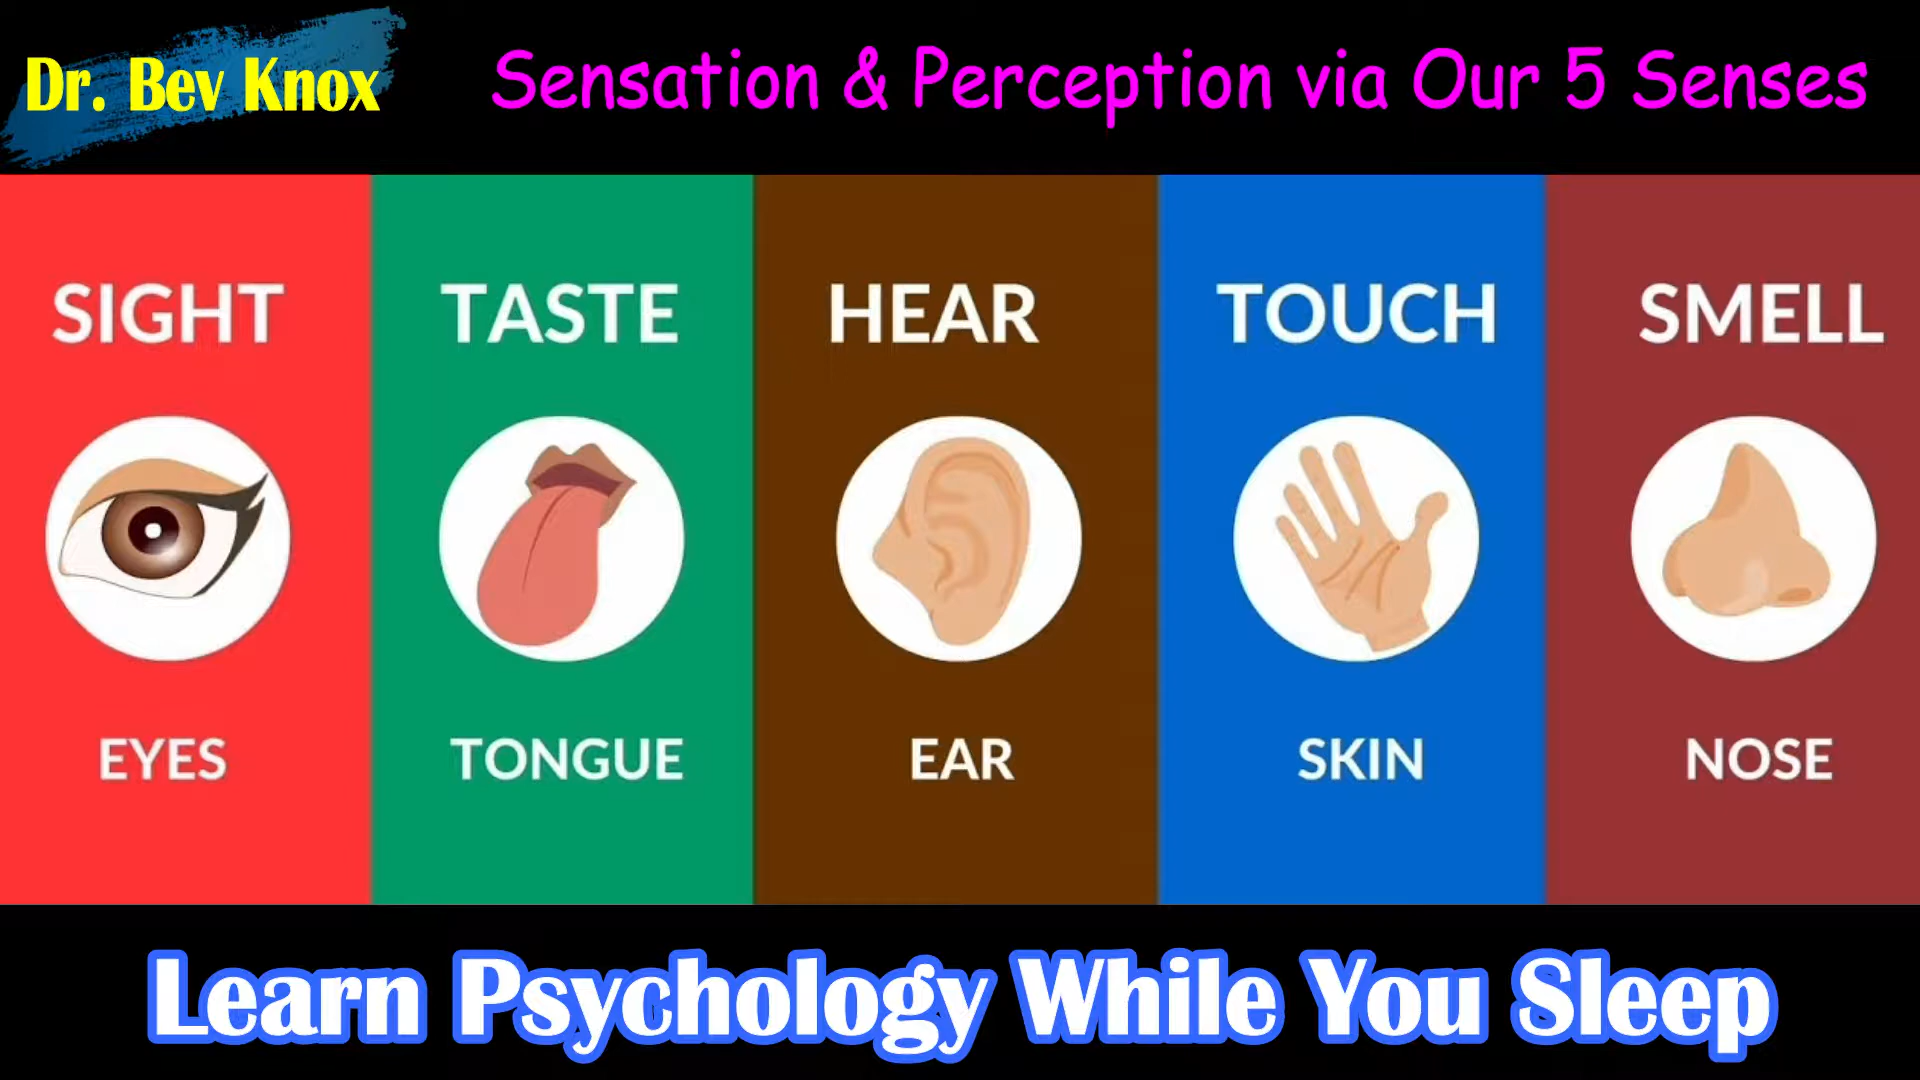 Dr. Bev Knox
Sensation & Perception via Our 5 Senses
SIGHT
TASTE
HEAR
TOUCH
SMELL
EYES
TONGUE
EAR
SKIN
NOSE
Learn Psychology While You Sleep